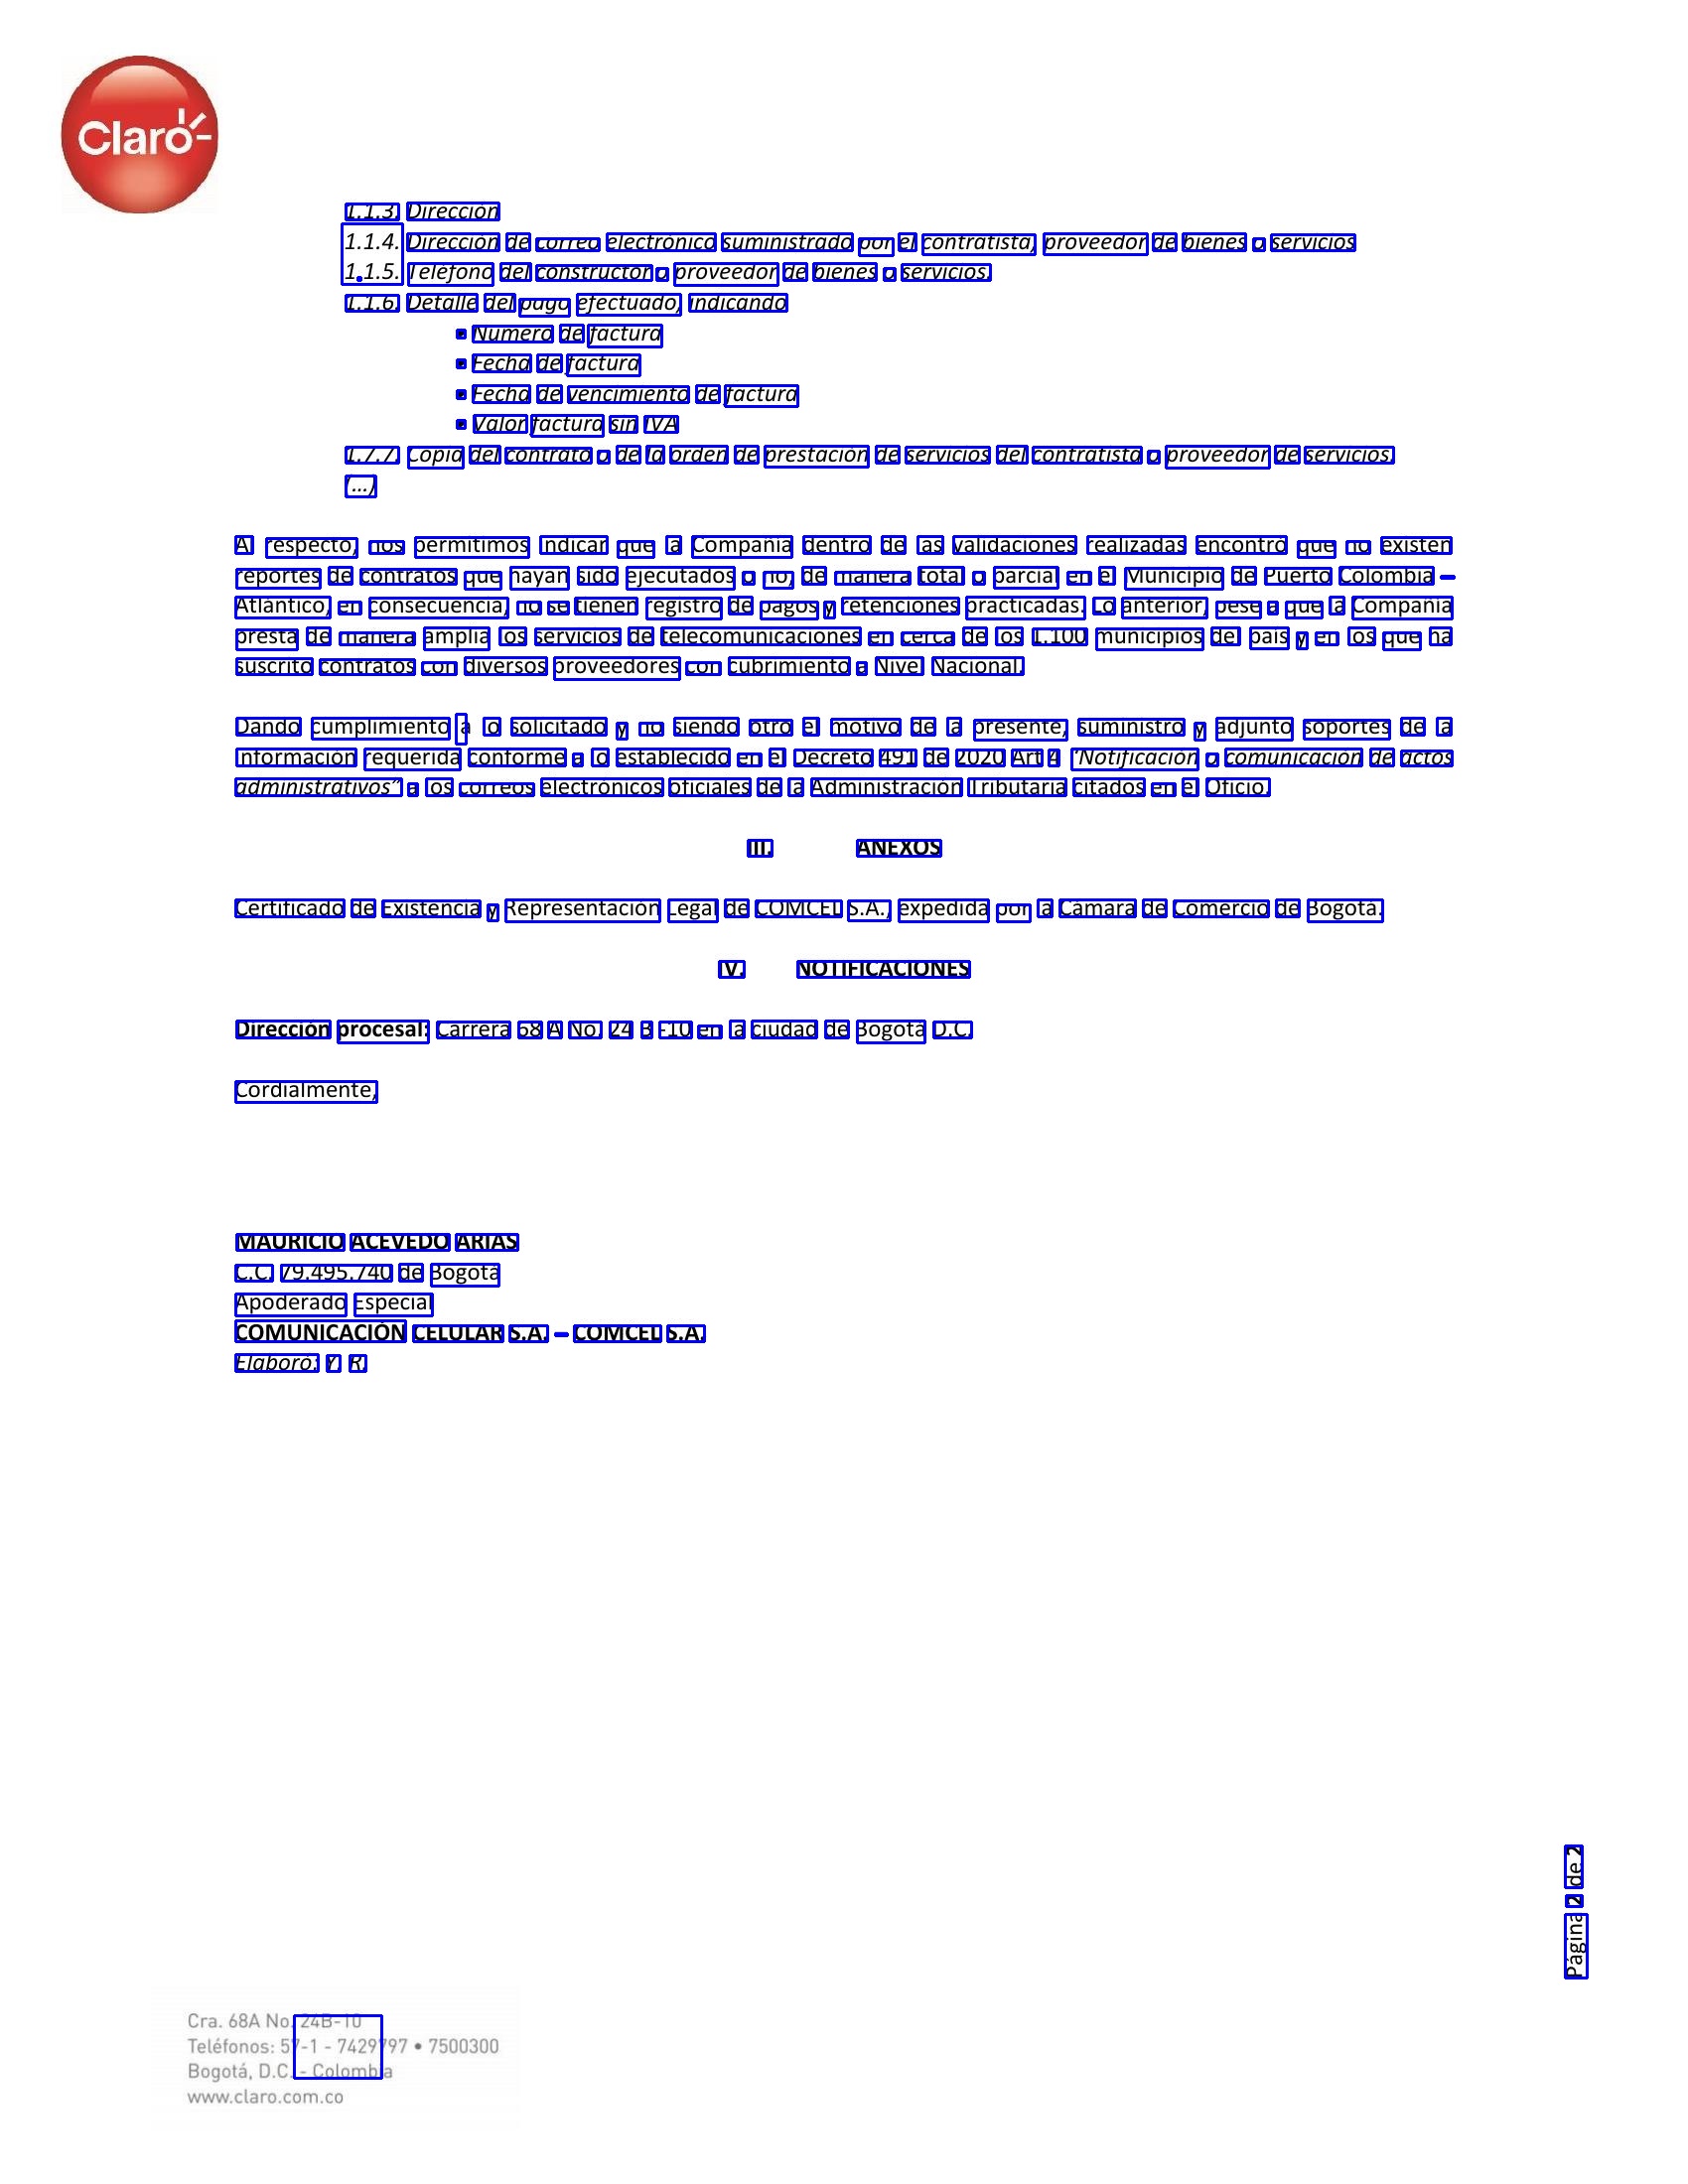 Claro
1.1.3. Dirección
1.1.4. Dirección de correo electrónico suministrado por el contratista, proveedor de bienes o servicios
1.1.5. Teléfono del constructor o proveedor de bienes o servicios.
1.1.6. Detalle del pago efectuado, indicando
• Número de factura
• Fecha de factura
• Fecha de vencimiento de factura
• Valor factura sin IVA
1.7.7. Copia del contrato o de la orden de prestación de servicios del contratista o proveedor de servicios.
(…)
Al respecto, nos permitimos indicar que la Compañía dentro de las validaciones realizadas encontró que no existen
reportes de contratos que hayan sido ejecutados o no, de manera total o parcial en el Municipio de Puerto Colombia –
Atlántico, en consecuencia, no se tienen registro de pagos y retenciones practicadas. Lo anterior, pese a que la Compañía
presta de manera amplia los servicios de telecomunicaciones en cerca de los 1.100 municipios del país y en los que ha
suscrito contratos con diversos proveedores con cubrimiento a Nivel Nacional.
Dando cumplimiento a lo solicitado y no siendo otro el motivo de la presente, suministro y adjunto soportes de la
información requerida conforme a lo establecido en el Decreto 491 de 2020 Art 4 “Notificación o comunicación de actos
administrativos” a los correos electrónicos oficiales de la Administración Tributaria citados en el Oficio.
III. ANEXOS
Certificado de Existencia y Representación Legal de COMCEL S.A., expedida por la Cámara de Comercio de Bogotá.
IV. NOTIFICACIONES
Dirección procesal: Carrera 68 A No. 24 B -10 en la ciudad de Bogotá D.C.
Cordialmente,
MAURICIO ACEVEDO ARIAS
C.C. 79.495.740 de Bogotá
Apoderado Especial
COMUNICACIÓN CELULAR S.A. – COMCEL S.A.
Elaboró: Y. R.
Página 2 de 2
Cra. 68A No. 24B-10
Teléfonos: 57-1 - 7429797 • 7500300
Bogotá, D.C. - Colombia
www.claro.com.co